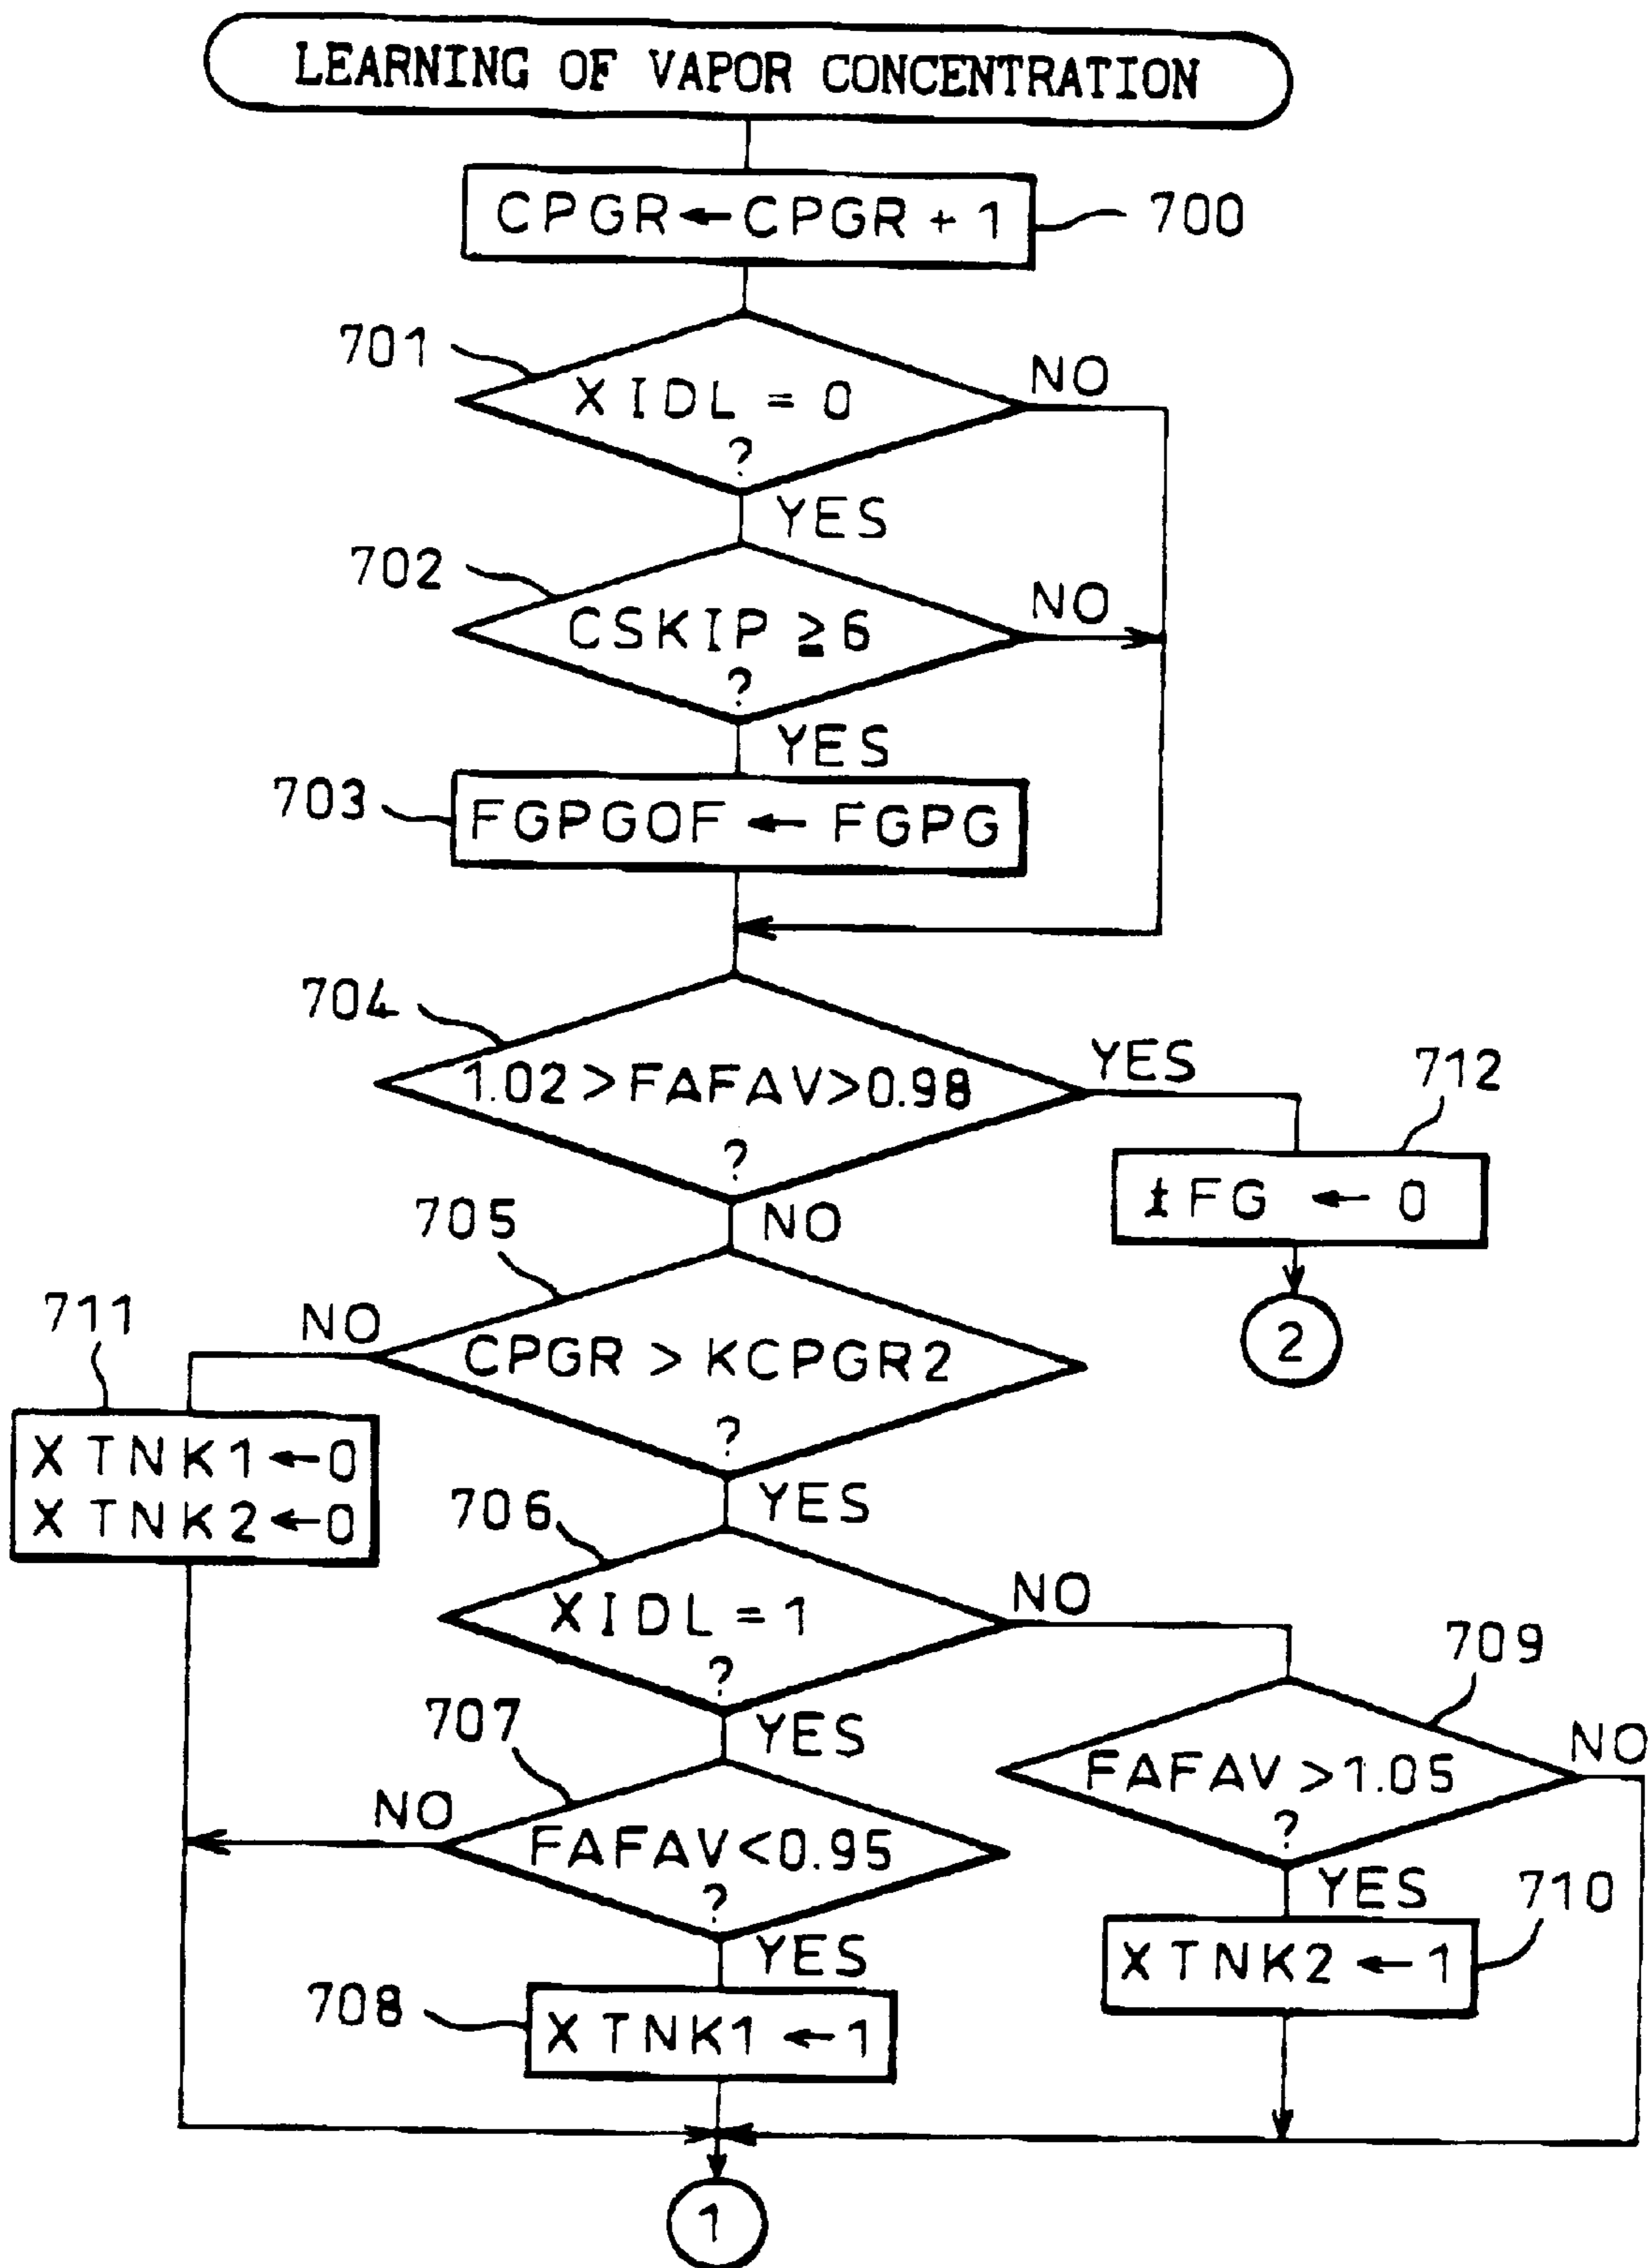 LEARNING OF VAPOR CONCENTRATION
CPGR ← CPGR + 1
700
701
XIDL = 0
?
NO
YES
702
CSKIP ≥ 6
?
NO
YES
703
FGPGOF ← FGPG
704
1.02 > FAFAV > 0.98
?
YES
712
NO
FG ← 0
2
705
711
NO
CPGR > KCPGR2
?
XTNK1 ← 0
XTNK2 ← 0
YES
706
XIDL = 1
?
NO
709
YES
707
NO
FAFAV < 0.95
?
FAFAV > 1.05
?
NO
YES
710
XTNK2 ← 1
YES
708
XTNK1 ← 1
1